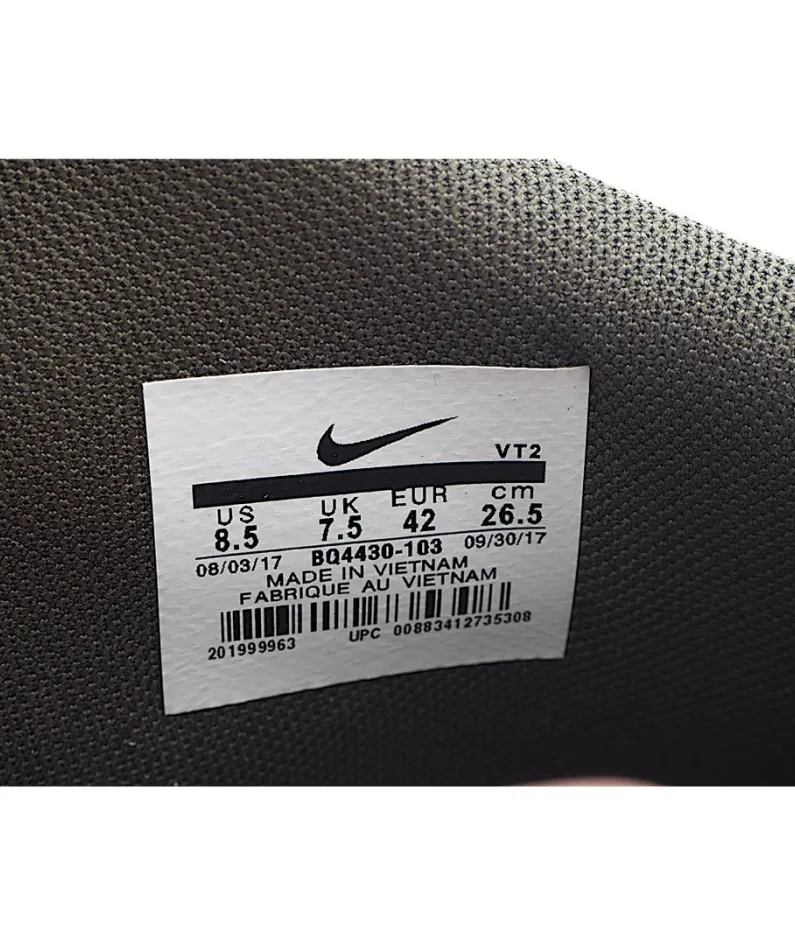 VT2
US UK EUR cm
8.5 7.5 42 26.5
08/03/17 BQ4430-103 09/30/17
MADE IN VIETNAM
FABRIQUE AU VIETNAM
201999963 UPC 00883412735308